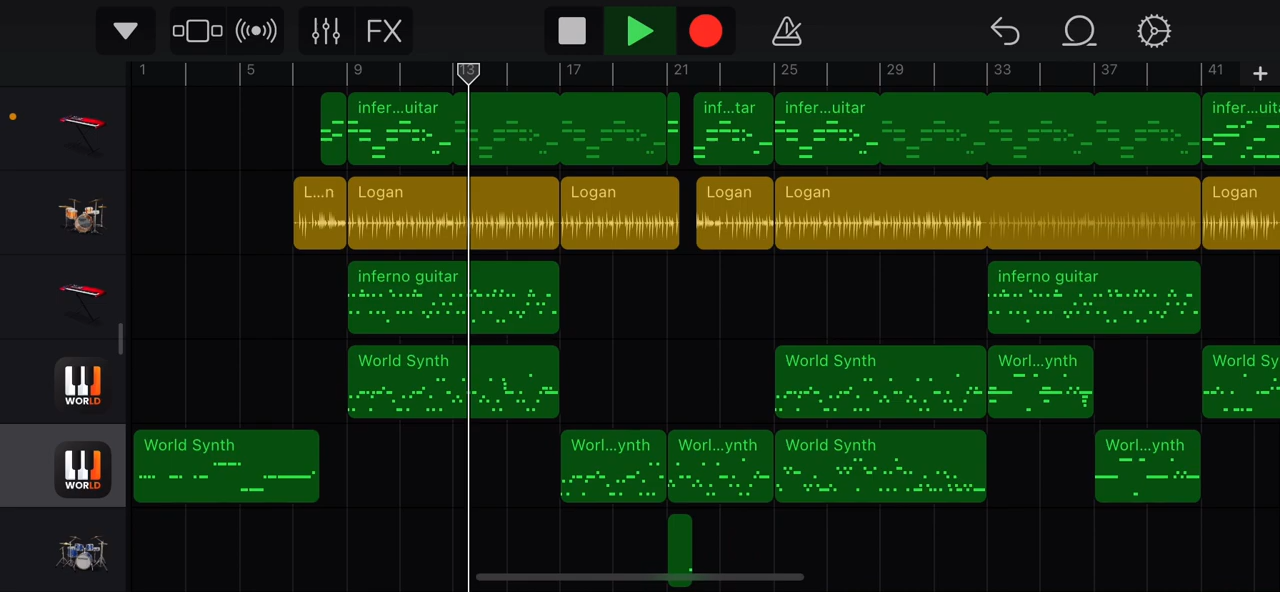 FX
1 5 9 13 17 21 25 29 33 37 41
infer...uitar inf...tar infer...uitar infer...uit
L...n Logan Logan Logan Logan Logan
inferno guitar inferno guitar
World Synth World Synth Worl...ynth World Sy
WORLD
World Synth Worl...ynth Worl...ynth World Synth Worl...ynth
WORLD